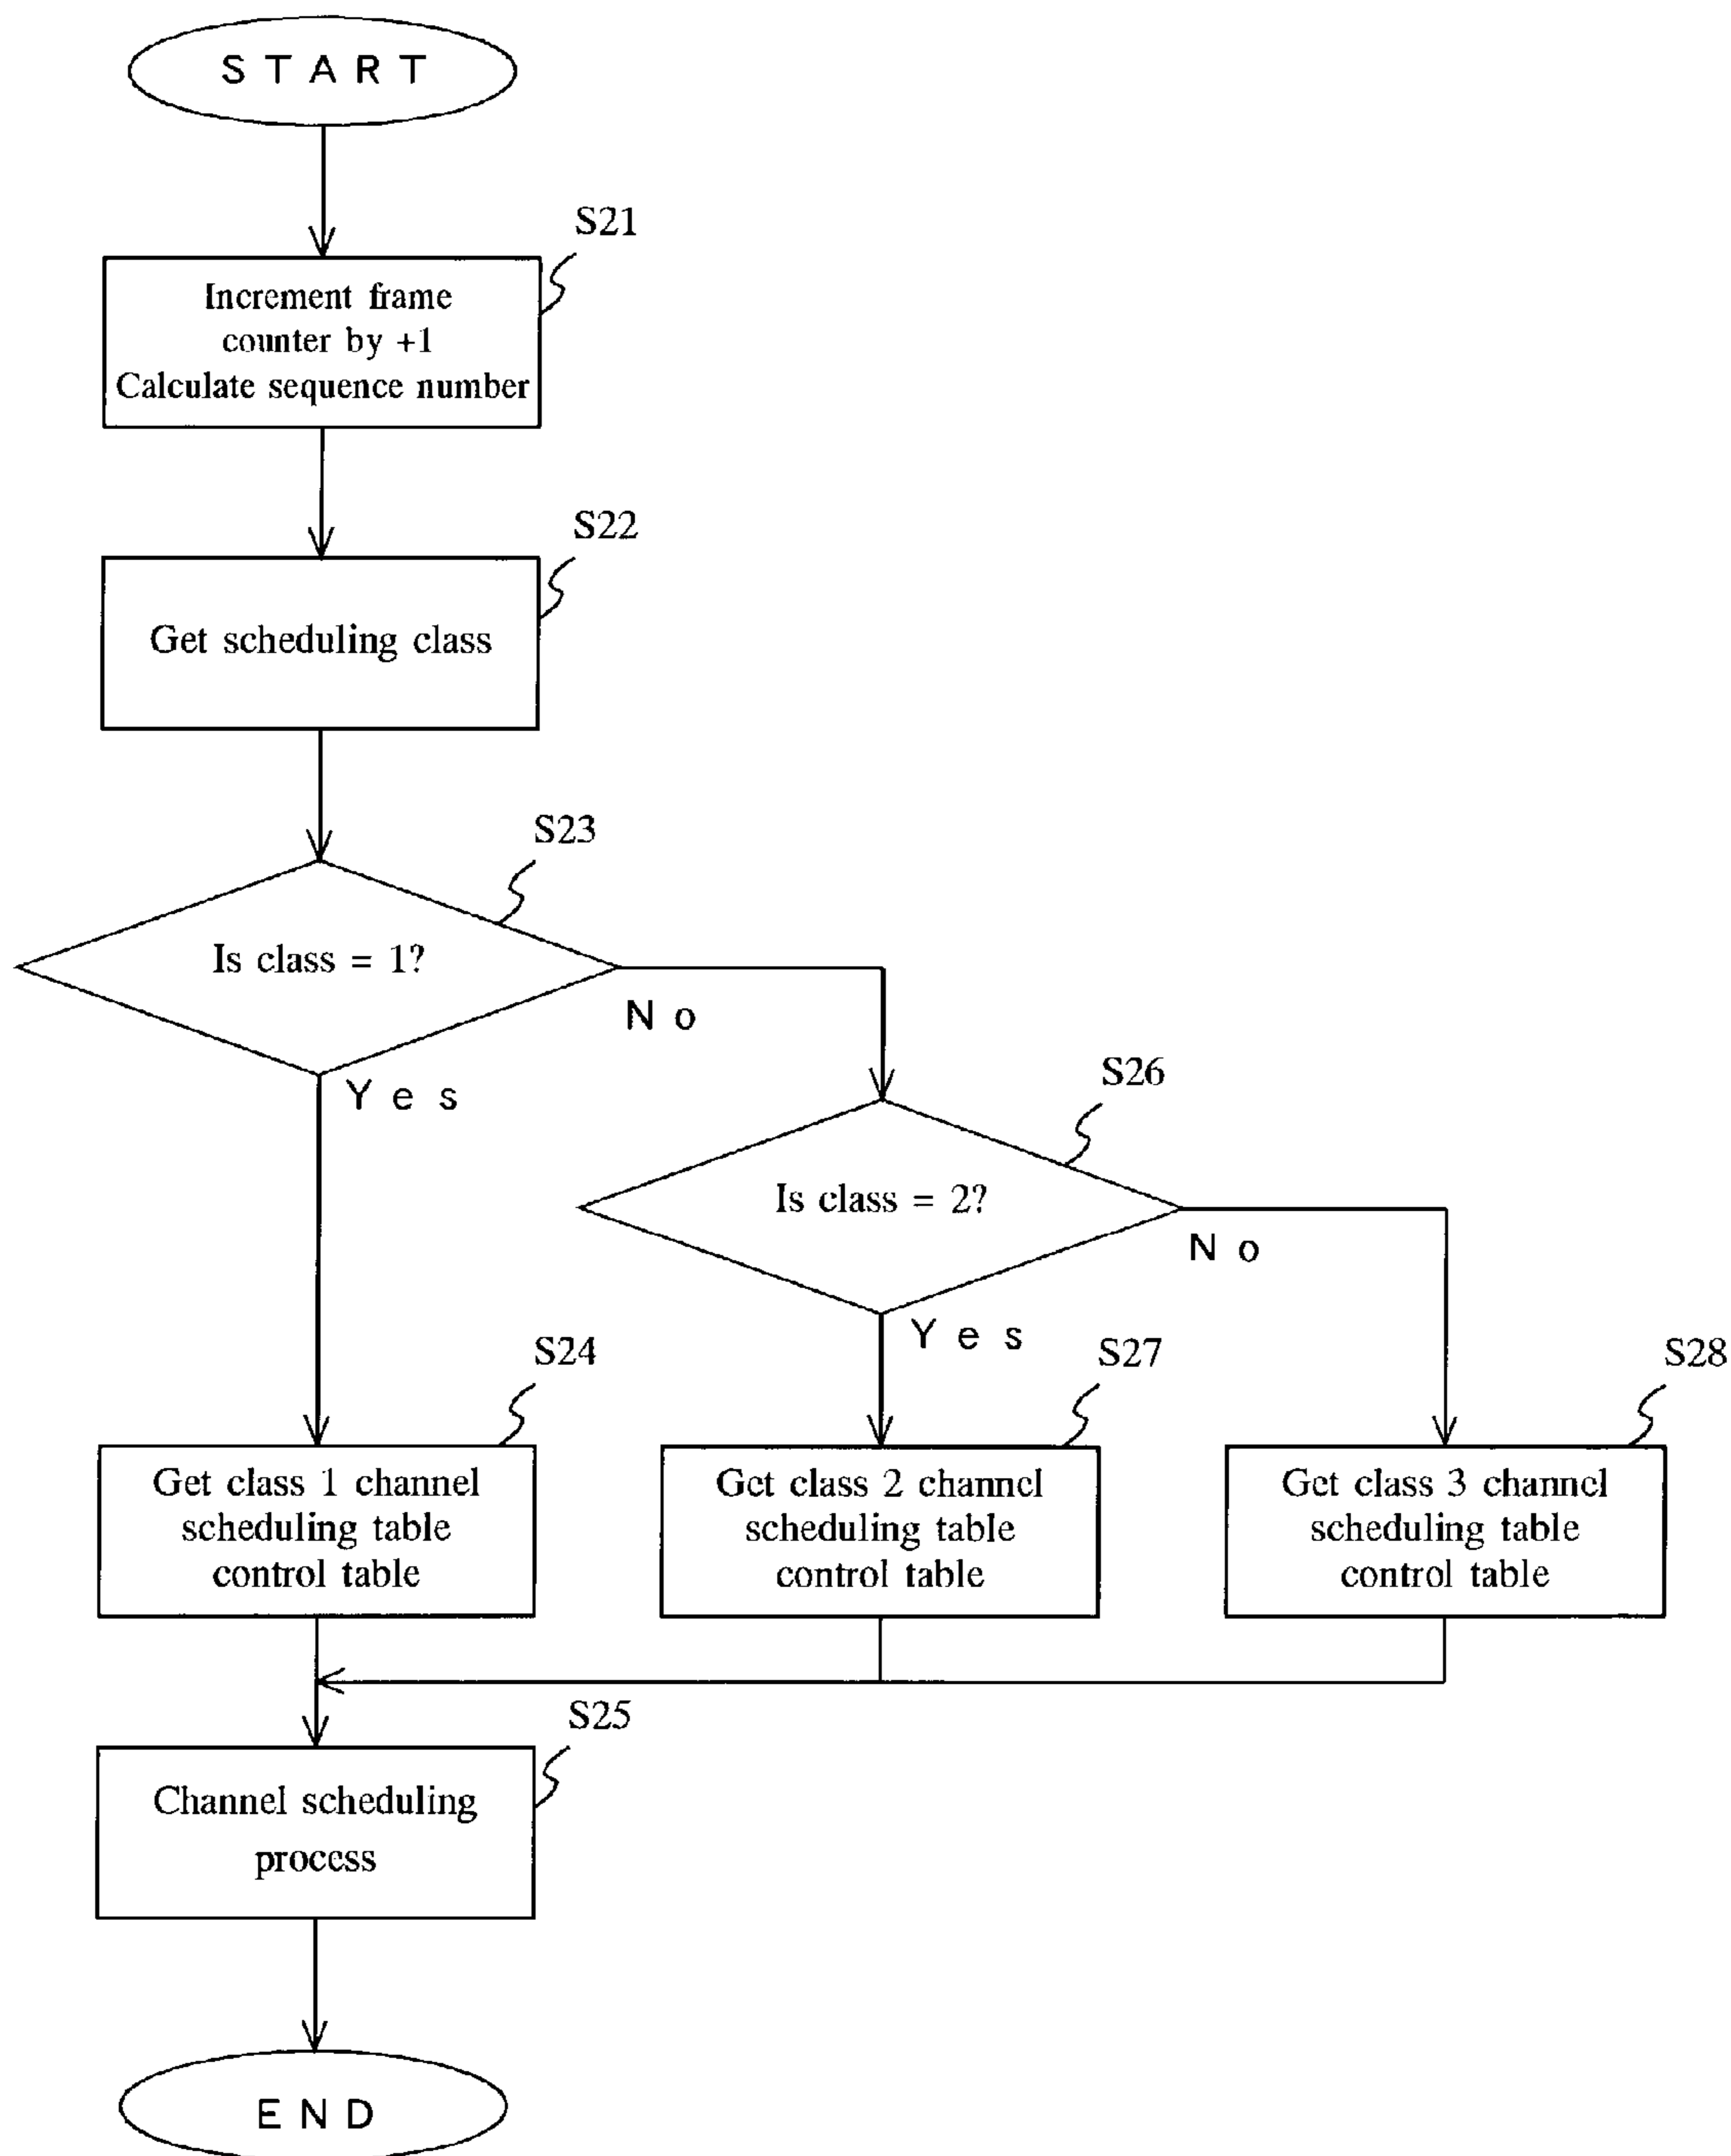 START
S21
Increment frame
counter by +1
Calculate sequence number
S22
Get scheduling class
S23
Is class = 1?
No
Yes
S26
Is class = 2?
No
Yes
S24
Get class 1 channel
scheduling table
control table
S27
Get class 2 channel
scheduling table
control table
S28
Get class 3 channel
scheduling table
control table
S25
Channel scheduling
process
END